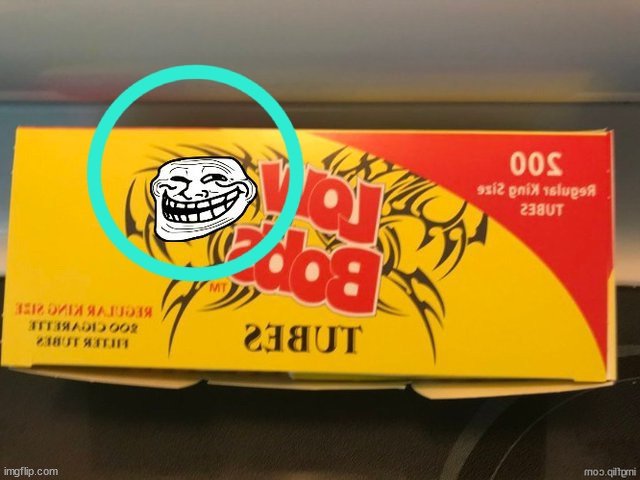 200
Regular King Size
TUBES
LOW
BOB'S
TM
TUBES
REGULAR KING SIZE
200 CIGARETTE
FILTER TUBES
imgflip.com
imgflip.com